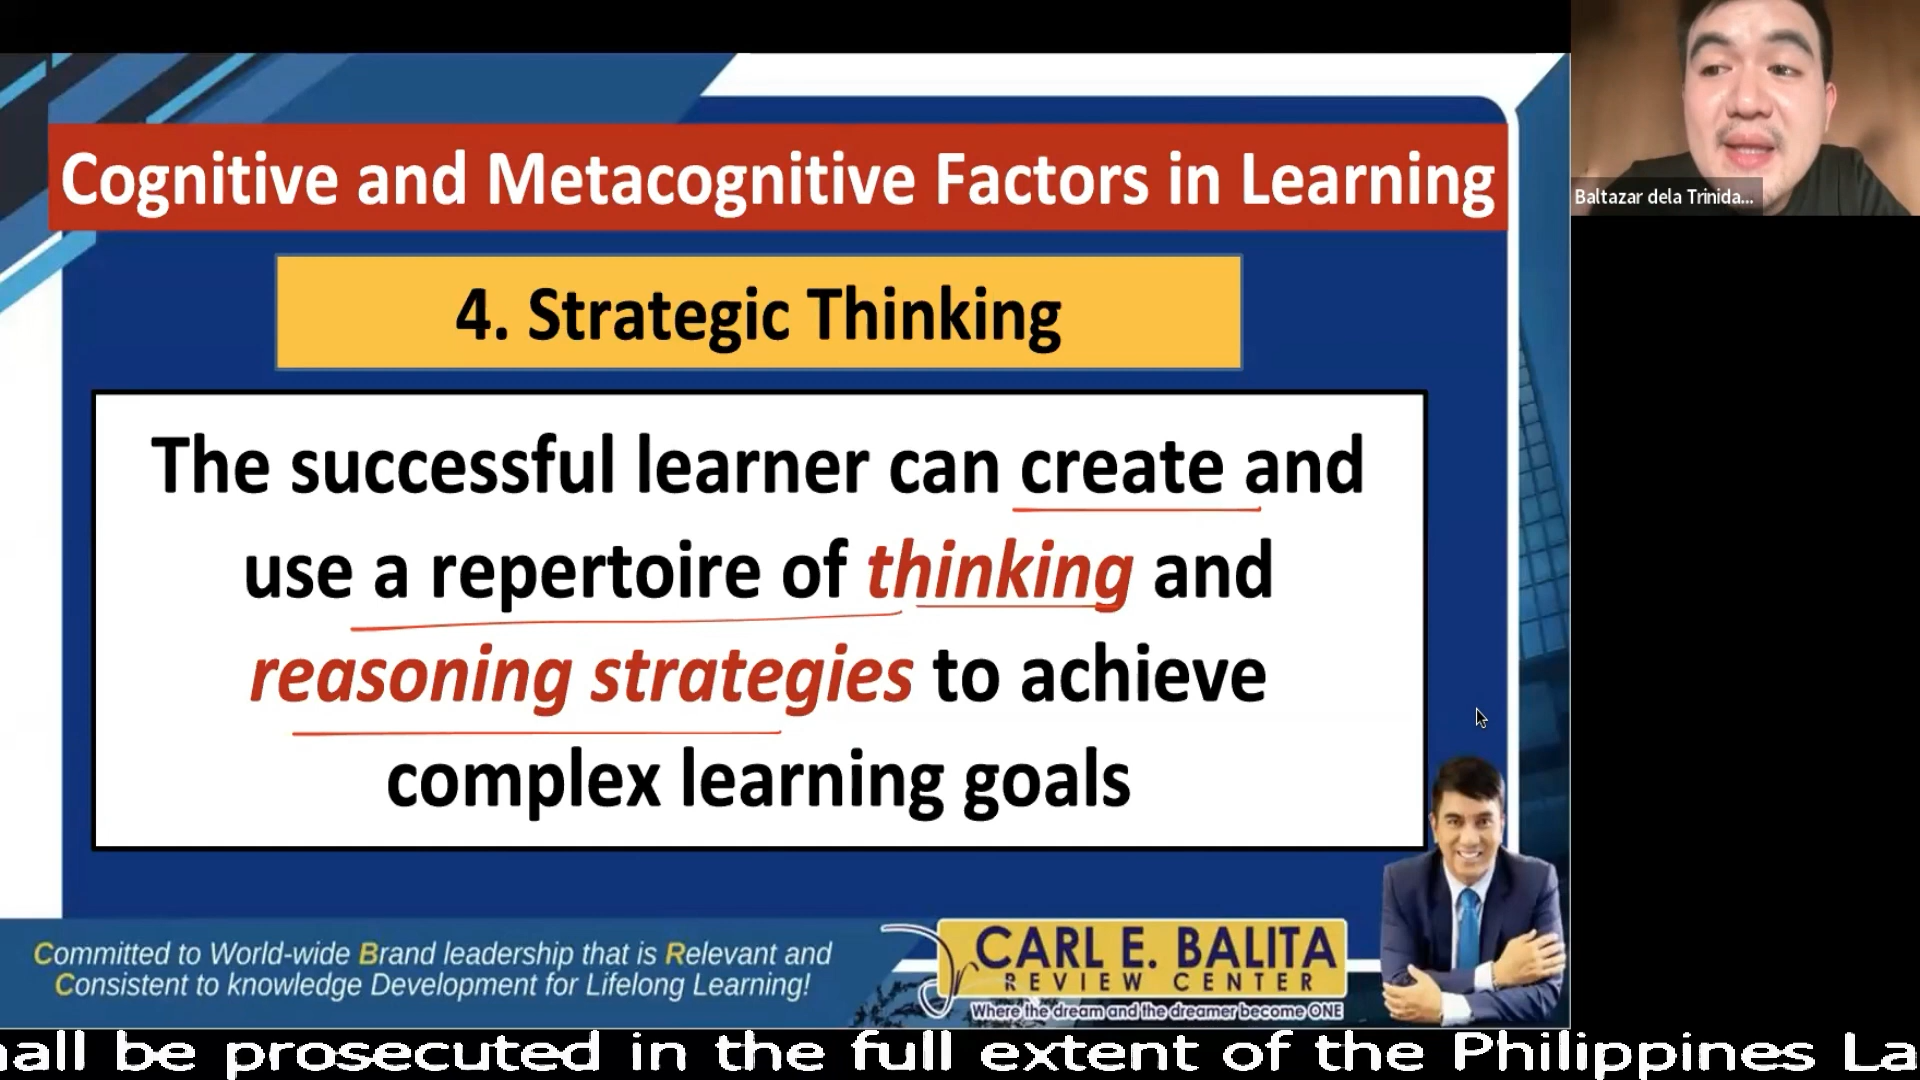 Cognitive and Metacognitive Factors in Learning
Baltazar dela Trinida...
4. Strategic Thinking
The successful learner can create and
use a repertoire of thinking and
reasoning strategies to achieve
complex learning goals
Committed to World-wide Brand leadership that is Relevant and
Consistent to knowledge Development for Lifelong Learning!
Dr CARL E. BALITA
REVIEW CENTER
Where the dream and the dreamer become ONE
hall be prosecuted in the full extent of the Philippines La